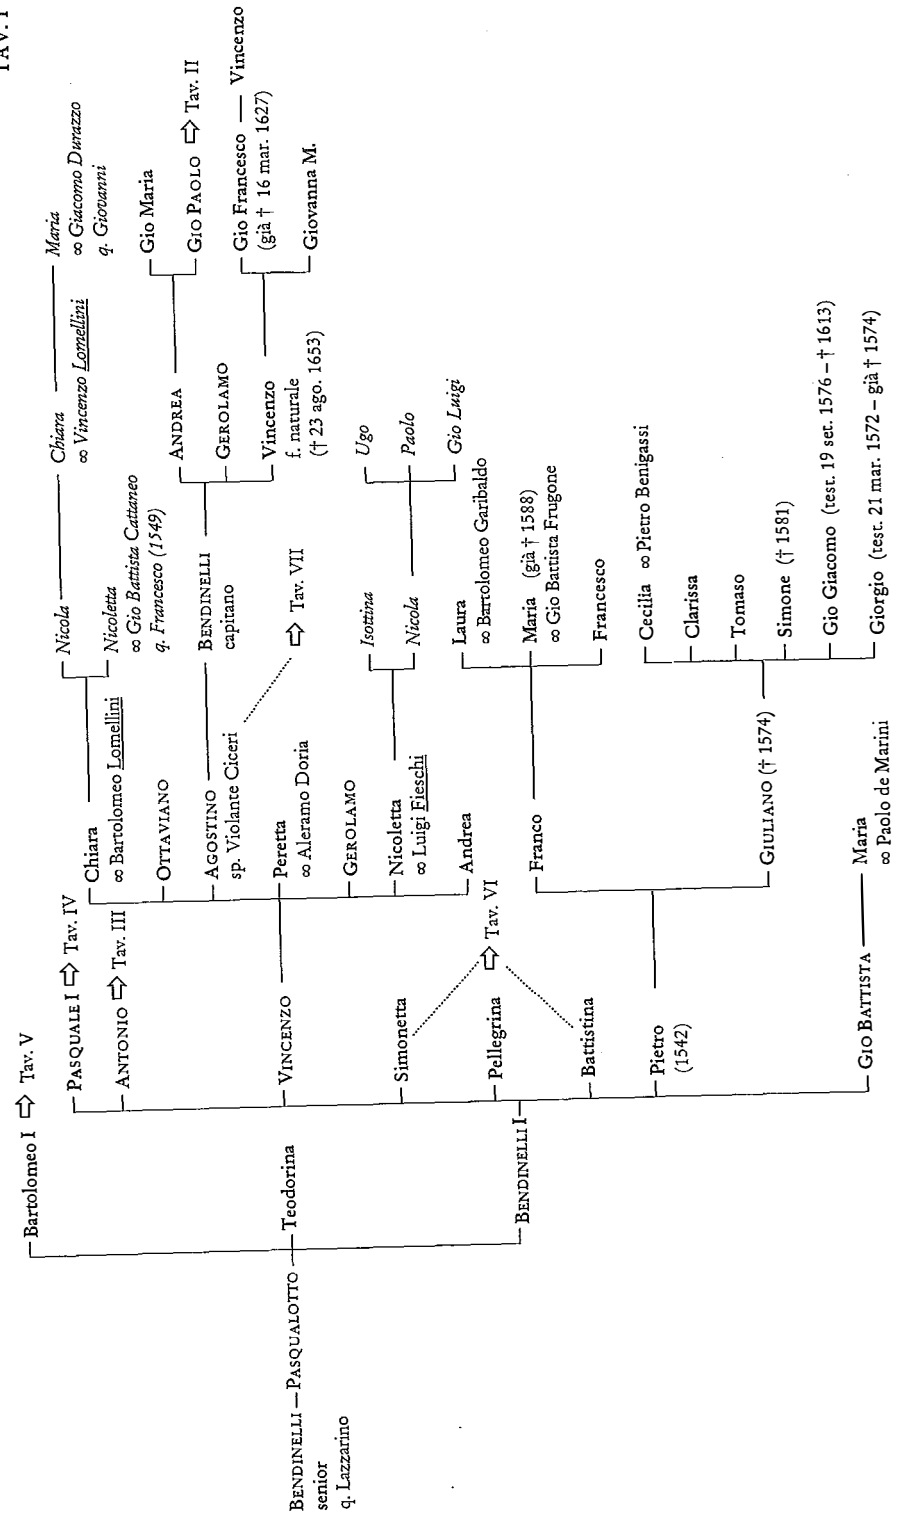 TAV. I
BENDINELLI
senior
q. Lazzarino
PASQUALOTTO
Bartolomeo I ⇨ Tav. V
Teodorina
BENDINELLI I
PASQUALE I ⇨ Tav. IV
ANTONIO ⇨ Tav. III
VINCENZO
Simonetta
Pellegrina
Battistina
⇨ Tav. VI
Pietro
(1542)
GIO BATTISTA
Chiara
∞ Bartolomeo Lomellini
OTTAVIANO
AGOSTINO
sp. Violante Ciceri
⇨ Tav. VII
Peretta
∞ Aleramo Doria
GEROLAMO
Nicoletta
∞ Luigi Fieschi
Andrea
Franco
GIULIANO († 1574)
Maria
∞ Paolo de Marini
Nicola
Nicoletta
∞ Gio Battista Cattaneo
q. Francesco (1549)
BENDINELLI
capitano
Isottina
Nicola
Laura
∞ Bartolomeo Garibaldo
Maria (già † 1588)
∞ Gio Battista Frugone
Francesco
Cecilia ∞ Pietro Benigassi
Clarissa
Tomaso
Simone († 1581)
Gio Giacomo (test. 19 set. 1576 – † 1613)
Giorgio (test. 21 mar. 1572 – già † 1574)
Chiara
∞ Vincenzo Lomellini
ANDREA
GEROLAMO
Vincenzo
f. naturale
(† 23 ago. 1653)
Ugo
Paolo
Gio Luigi
Maria
∞ Giacomo Durazzo
q. Giovanni
Gio Maria
GIO PAOLO ⇨ Tav. II
Gio Francesco — Vincenzo
(già † 16 mar. 1627)
Giovanna M.